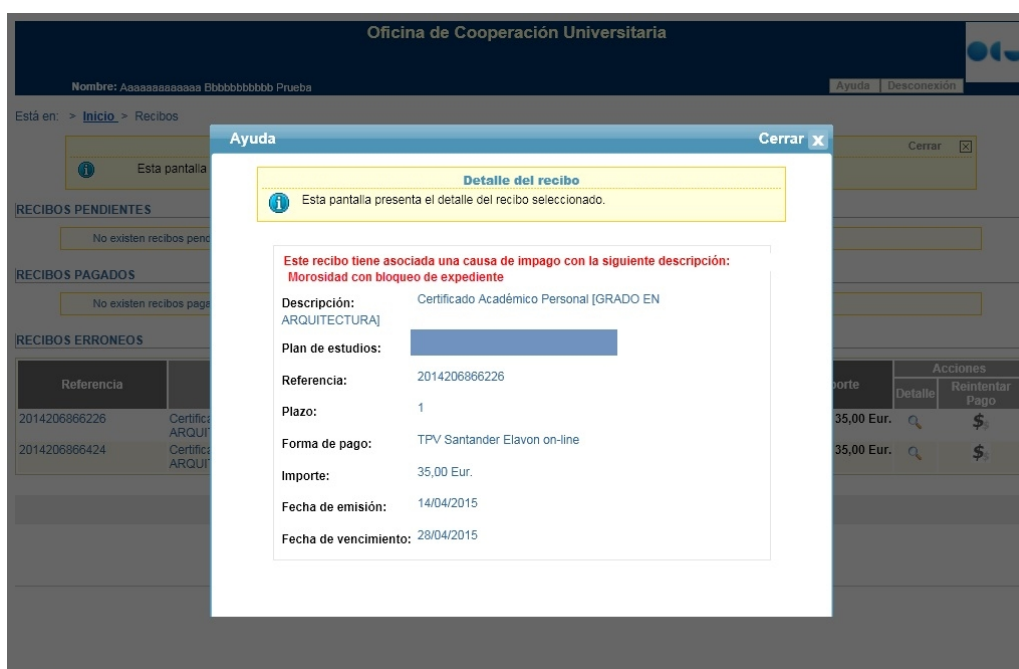 Oficina de Cooperación Universitaria
Nombre: Aaaaaaaaaaaaa Bbbbbbbbbbb Prueba
Ayuda Desconexión
Está en: > Inicio > Recibos
Ayuda Cerrar x
Cerrar
Esta pantalla
Detalle del recibo
Esta pantalla presenta el detalle del recibo seleccionado.
RECIBOS PENDIENTES
No existen recibos pend
RECIBOS PAGADOS
No existen recibos paga
RECIBOS ERRONEOS
Este recibo tiene asociada una causa de impago con la siguiente descripción:
Morosidad con bloqueo de expediente
Descripción: Certificado Académico Personal [GRADO EN
ARQUITECTURA]
Plan de estudios:
Referencia: 2014206866226
Plazo: 1
Forma de pago: TPV Santander Elavon on-line
Importe: 35,00 Eur.
Fecha de emisión: 14/04/2015
Fecha de vencimiento: 28/04/2015
Referencia porte Acciones
Detalle Reintentar
Pago
2014206866226 Certifica 35,00 Eur.
ARQUI
2014206866424 Certifica 35,00 Eur.
ARQUI